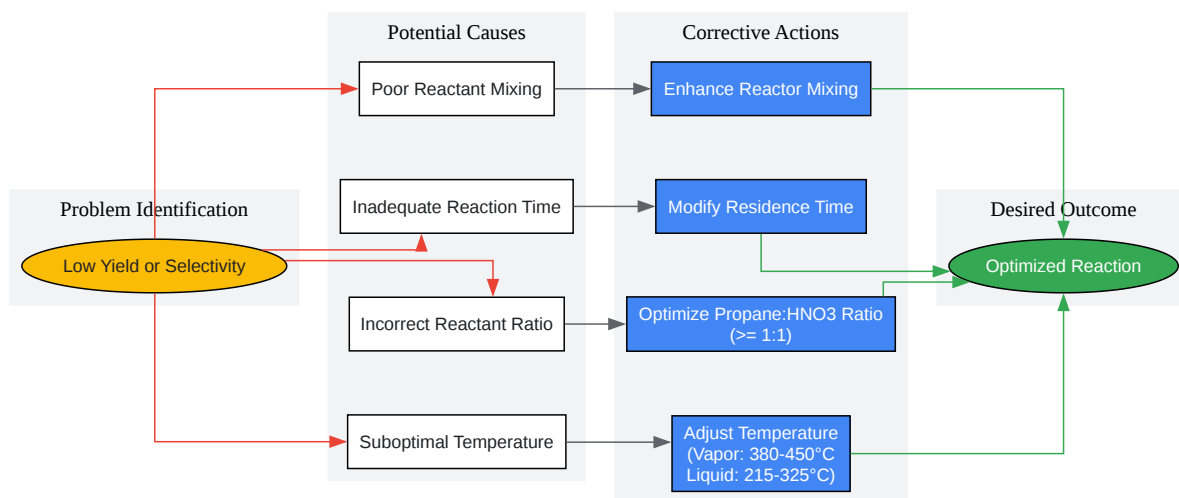 Potential Causes
Corrective Actions
Poor Reactant Mixing
Enhance Reactor Mixing
Problem Identification
Inadequate Reaction Time
Modify Residence Time
Desired Outcome
Low Yield or Selectivity
Optimized Reaction
Incorrect Reactant Ratio
Optimize Propane:HNO3 Ratio
(>= 1:1)
Suboptimal Temperature
Adjust Temperature
(Vapor: 380-450°C
Liquid: 215-325°C)